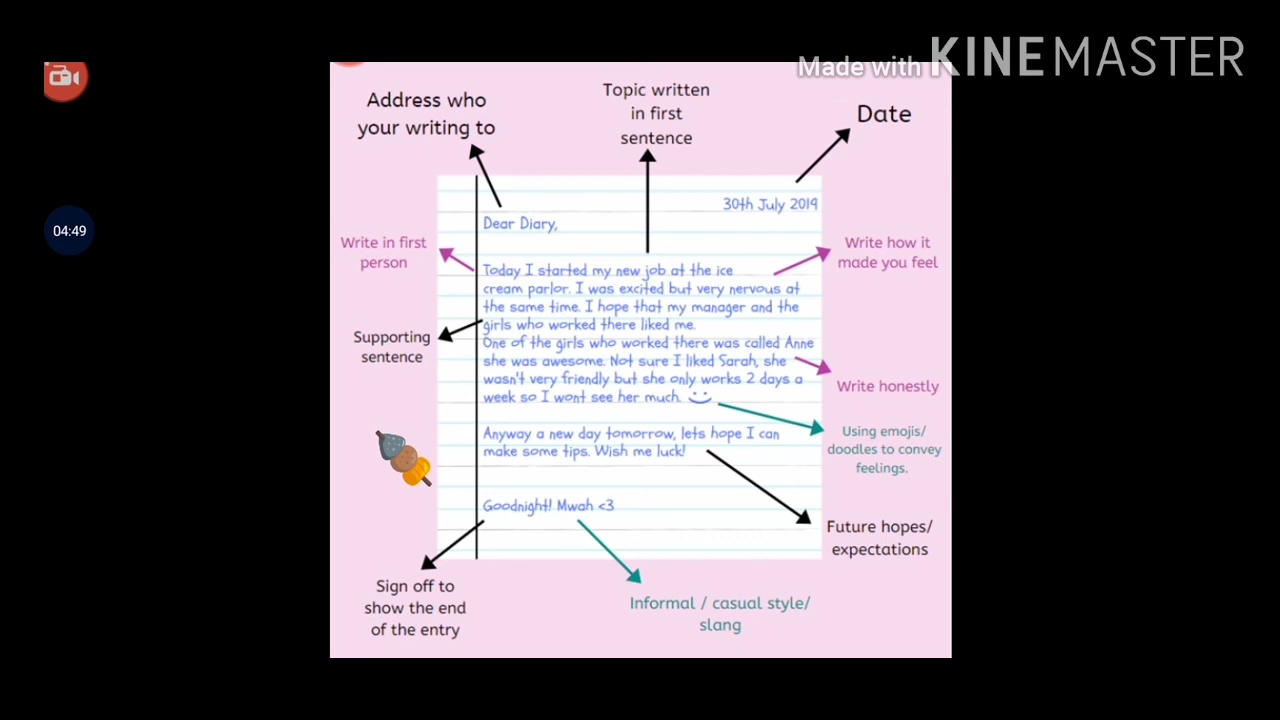 Made with KINEMASTER
Address who
your writing to
Topic written
in first
sentence
Date
04:49
30th July 2019
Dear Diary,
Write in first
person
Write how it
made you feel
Today I started my new job at the ice
cream parlor. I was excited but very nervous at
the same time. I hope that my manager and the
girls who worked there liked me.
One of the girls who worked there was called Anne
she was awesome. Not sure I liked Sarah, she
wasn't very friendly but she only works 2 days a
week so I wont see her much.
Supporting
sentence
Write honestly
Using emojis/
doodles to convey
feelings.
Anyway a new day tomorrow, lets hope I can
make some tips. Wish me luck!
Goodnight! Mwah <3
Future hopes/
expectations
Sign off to
show the end
of the entry
Informal / casual style/
slang